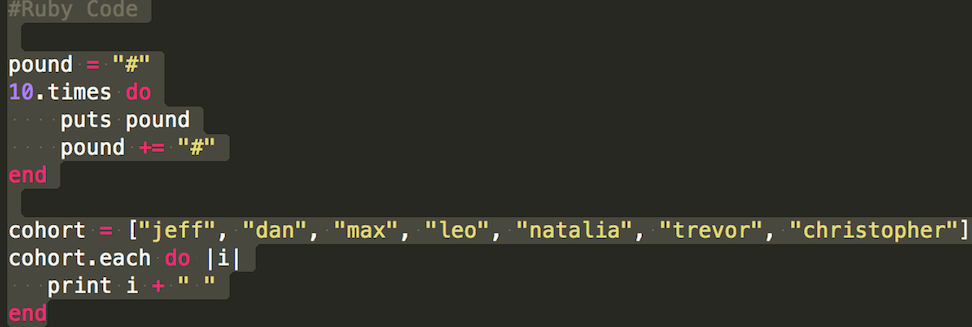 #Ruby Code
pound = "#"
10.times do
    puts pound
    pound += "#"
end
cohort = ["jeff", "dan", "max", "leo", "natalia", "trevor", "christopher"]
cohort.each do |i|
   print i + " "
end